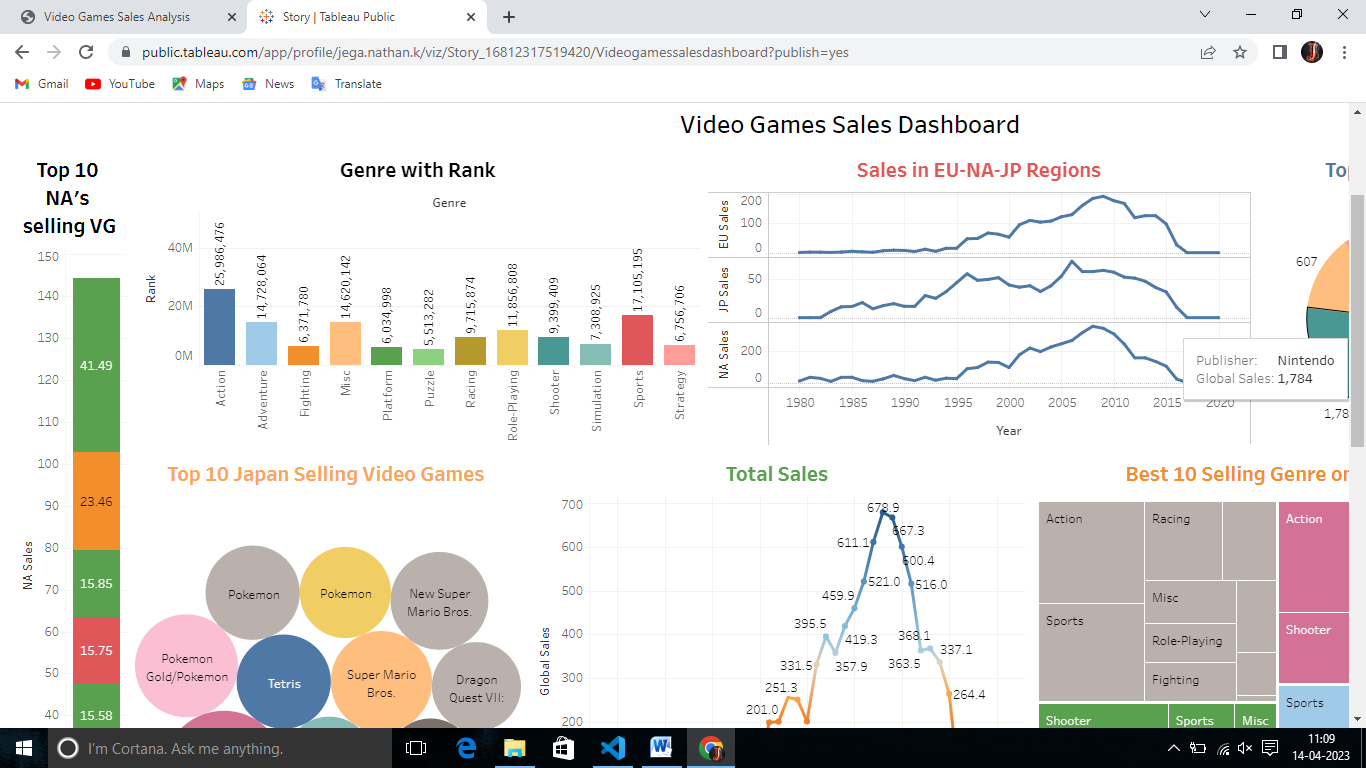 Video Games Sales Analysis
Story | Tableau Public
public.tableau.com/app/profile/jega.nathan.k/viz/Story_16812317519420/Videogamessalesdashboard?publish=yes
Gmail
YouTube
Maps
News
Translate
Video Games Sales Dashboard
Top 10
NA's
selling VG
150
140
130
120
110
100
90
80
70
60
50
40
NA Sales
41.49
23.46
15.85
15.75
15.58
Genre with Rank
Genre
Rank
40M
20M
0M
25,986,476
14,728,064
6,371,780
14,620,142
6,034,998
5,513,282
9,715,874
11,856,808
9,399,409
7,308,925
17,105,195
6,756,706
Action
Adventure
Fighting
Misc
Platform
Puzzle
Racing
Role-Playing
Shooter
Simulation
Sports
Strategy
Sales in EU-NA-JP Regions
EU Sales
200
100
0
JP Sales
50
0
NA Sales
200
0
1980
1985
1990
1995
2000
2005
2010
2015
2020
Year
607
Publisher: Nintendo
Global Sales: 1,784
Top 10 Japan Selling Video Games
Pokemon
Pokemon
New Super
Mario Bros.
Pokemon
Gold/Pokemon
Tetris
Super Mario
Bros.
Dragon
Quest VII:
Total Sales
Global Sales
700
600
500
400
300
200
678.9
667.3
611.1
600.4
521.0
516.0
459.9
395.5
419.3
368.1
337.1
331.5
357.9
363.5
251.3
264.4
201.0
Best 10 Selling Genre
Action
Racing
Action
Misc
Sports
Role-Playing
Shooter
Fighting
Sports
Shooter
Sports
Misc
I'm Cortana. Ask me anything.
11:09
14-04-2023